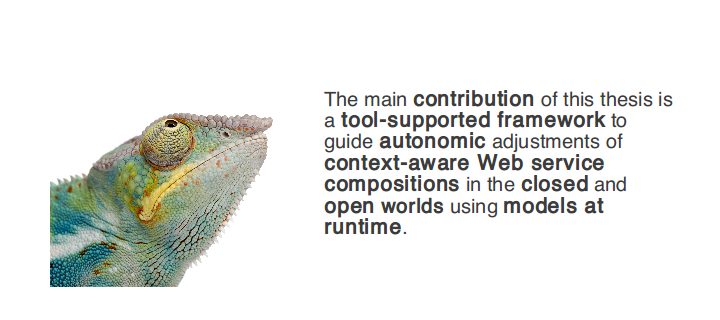 The main contribution of this thesis is
a tool-supported framework to
guide autonomic adjustments of
context-aware Web service
compositions in the closed and
open worlds using models at
runtime.